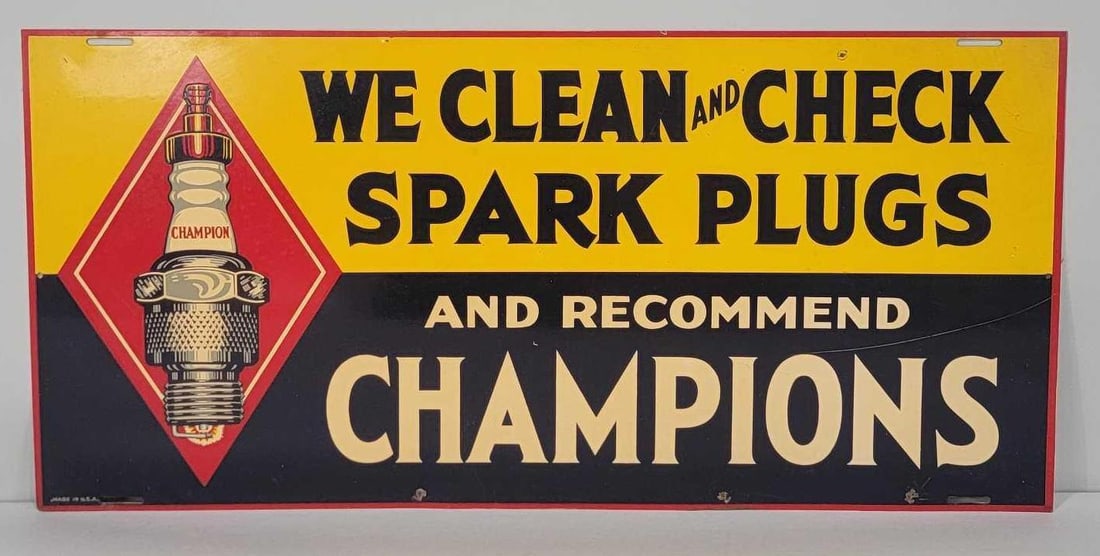 WE CLEAN AND CHECK
SPARK PLUGS
CHAMPION
AND RECOMMEND
CHAMPIONS
MADE IN U.S.A.